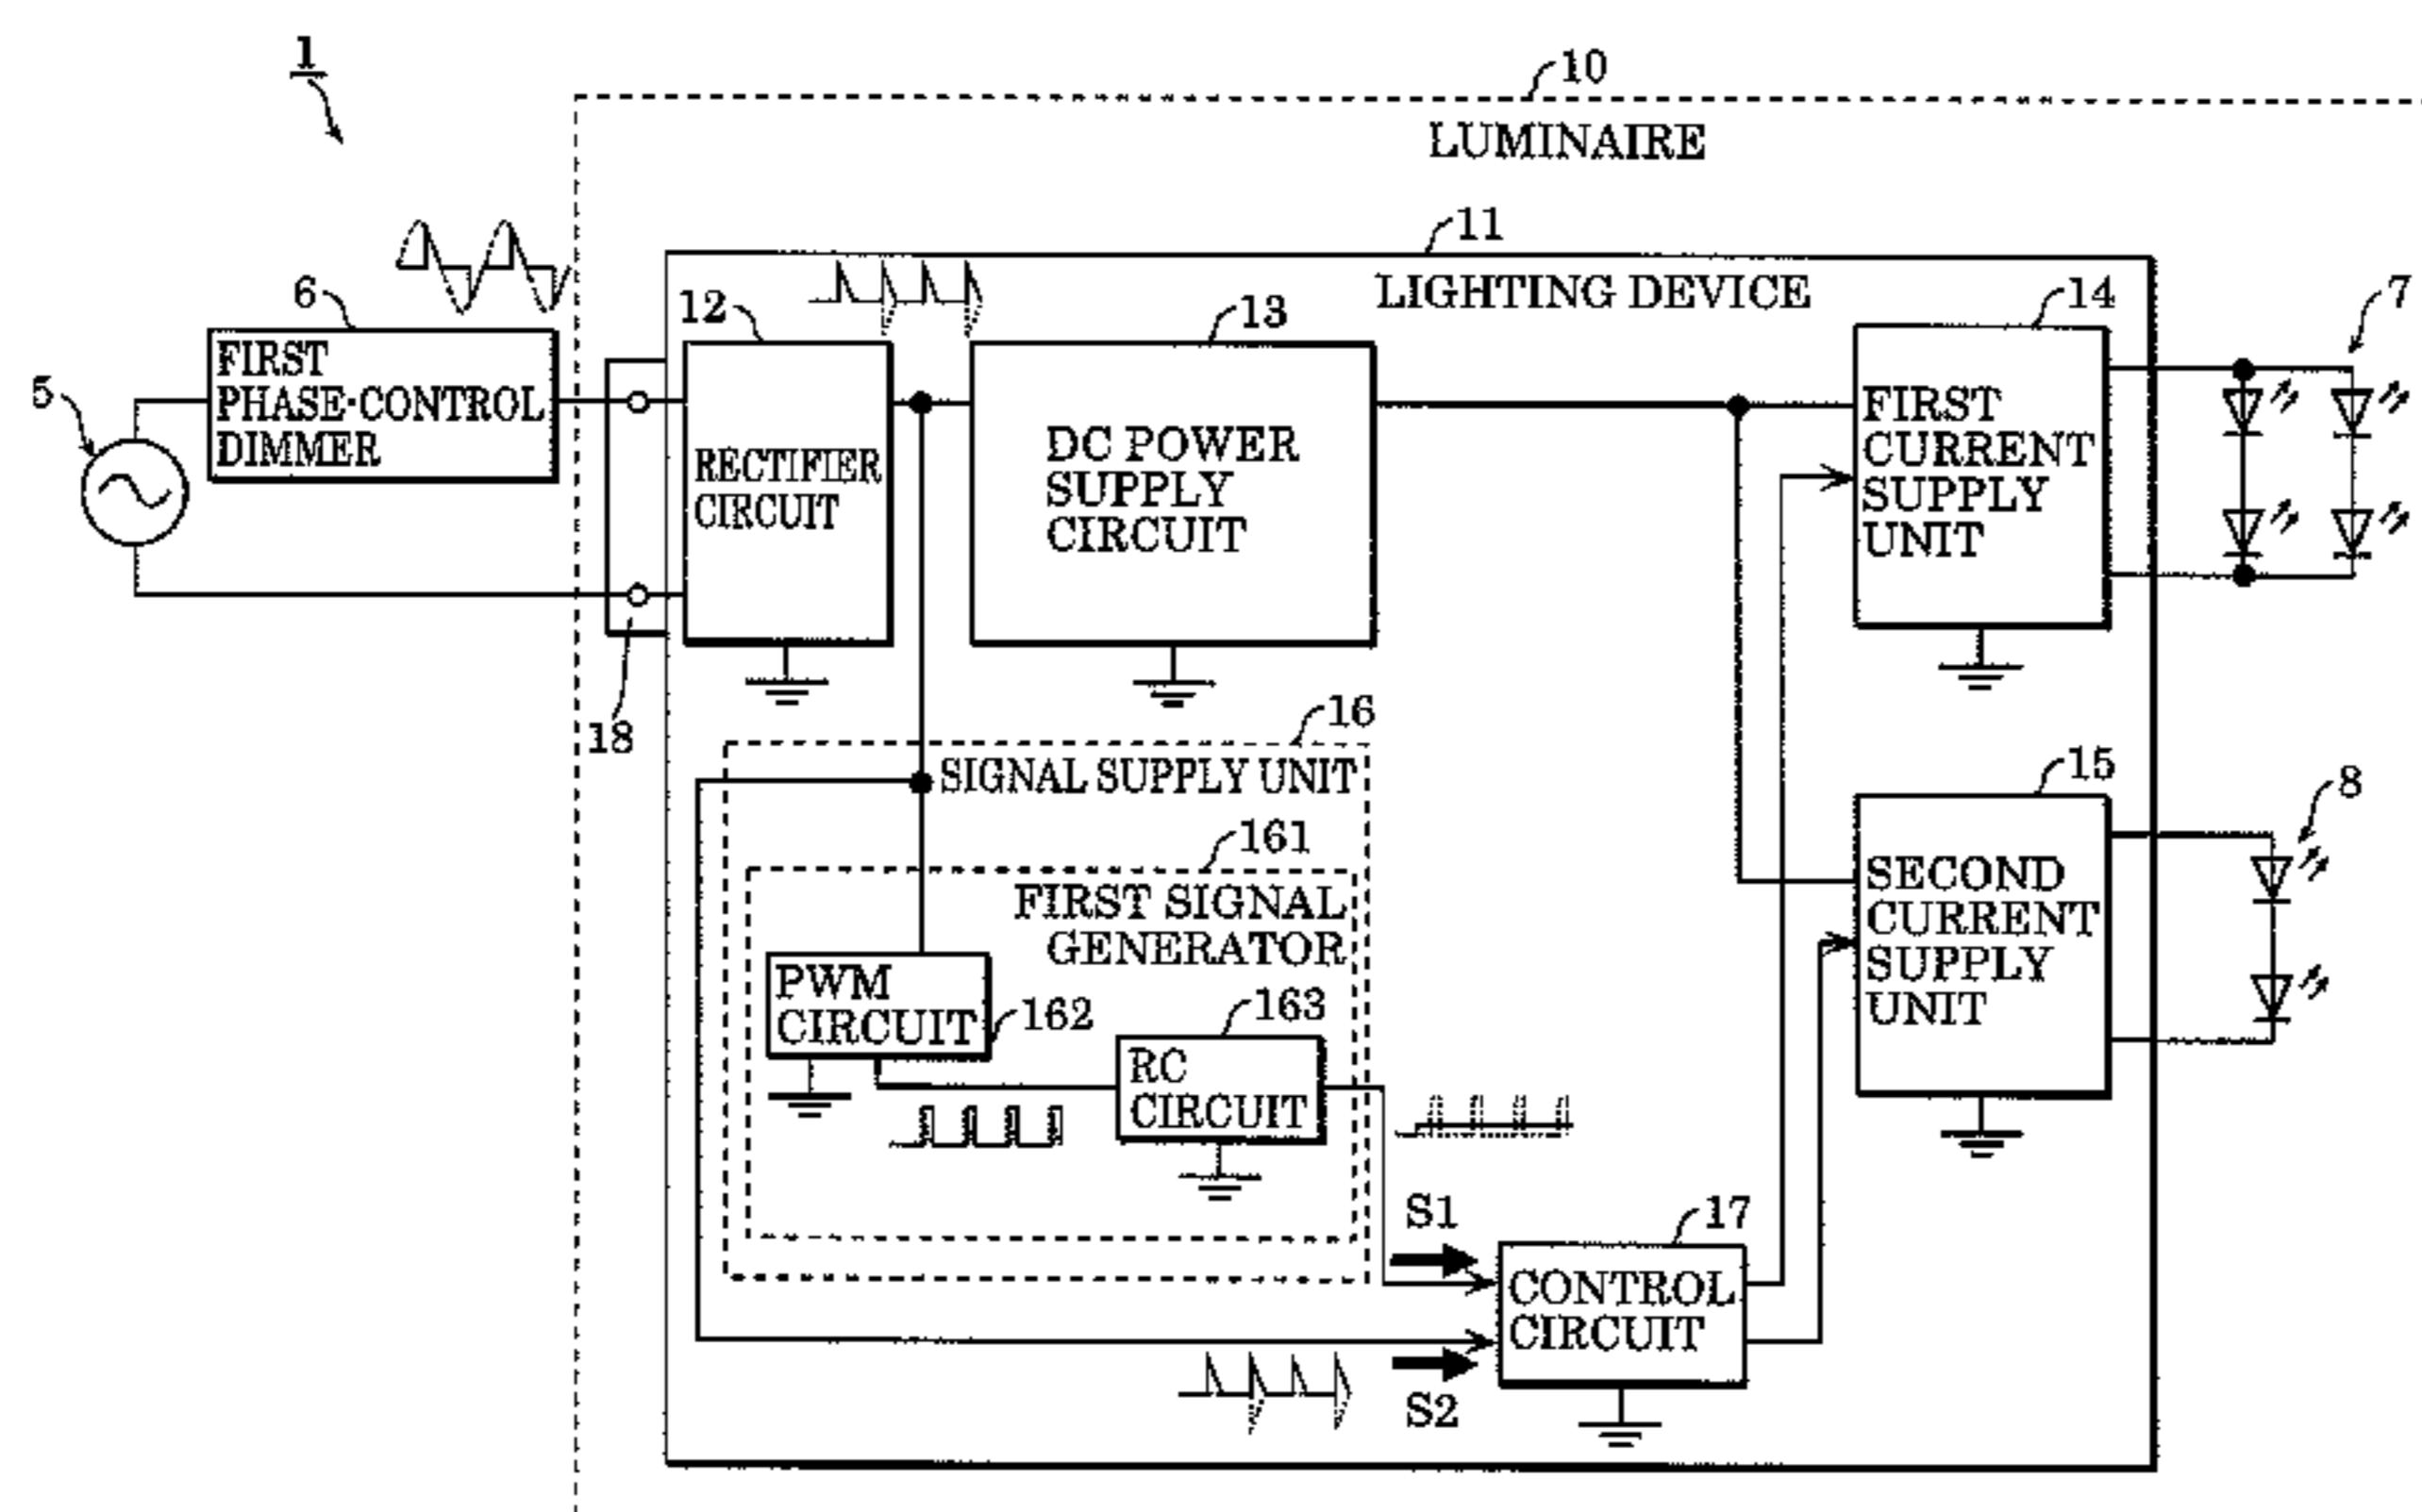 1
10
LUMINAIRE
11
LIGHTING DEVICE
6
12
13
14
7
5
FIRST
PHASE-CONTROL
DIMMER
RECTIFIER
CIRCUIT
DC POWER
SUPPLY
CIRCUIT
FIRST
CURRENT
SUPPLY
UNIT
18
16
SIGNAL SUPPLY UNIT
15
8
161
FIRST SIGNAL
GENERATOR
SECOND
CURRENT
SUPPLY
UNIT
PWM
CIRCUIT
162
163
RC
CIRCUIT
S1
17
CONTROL
CIRCUIT
S2